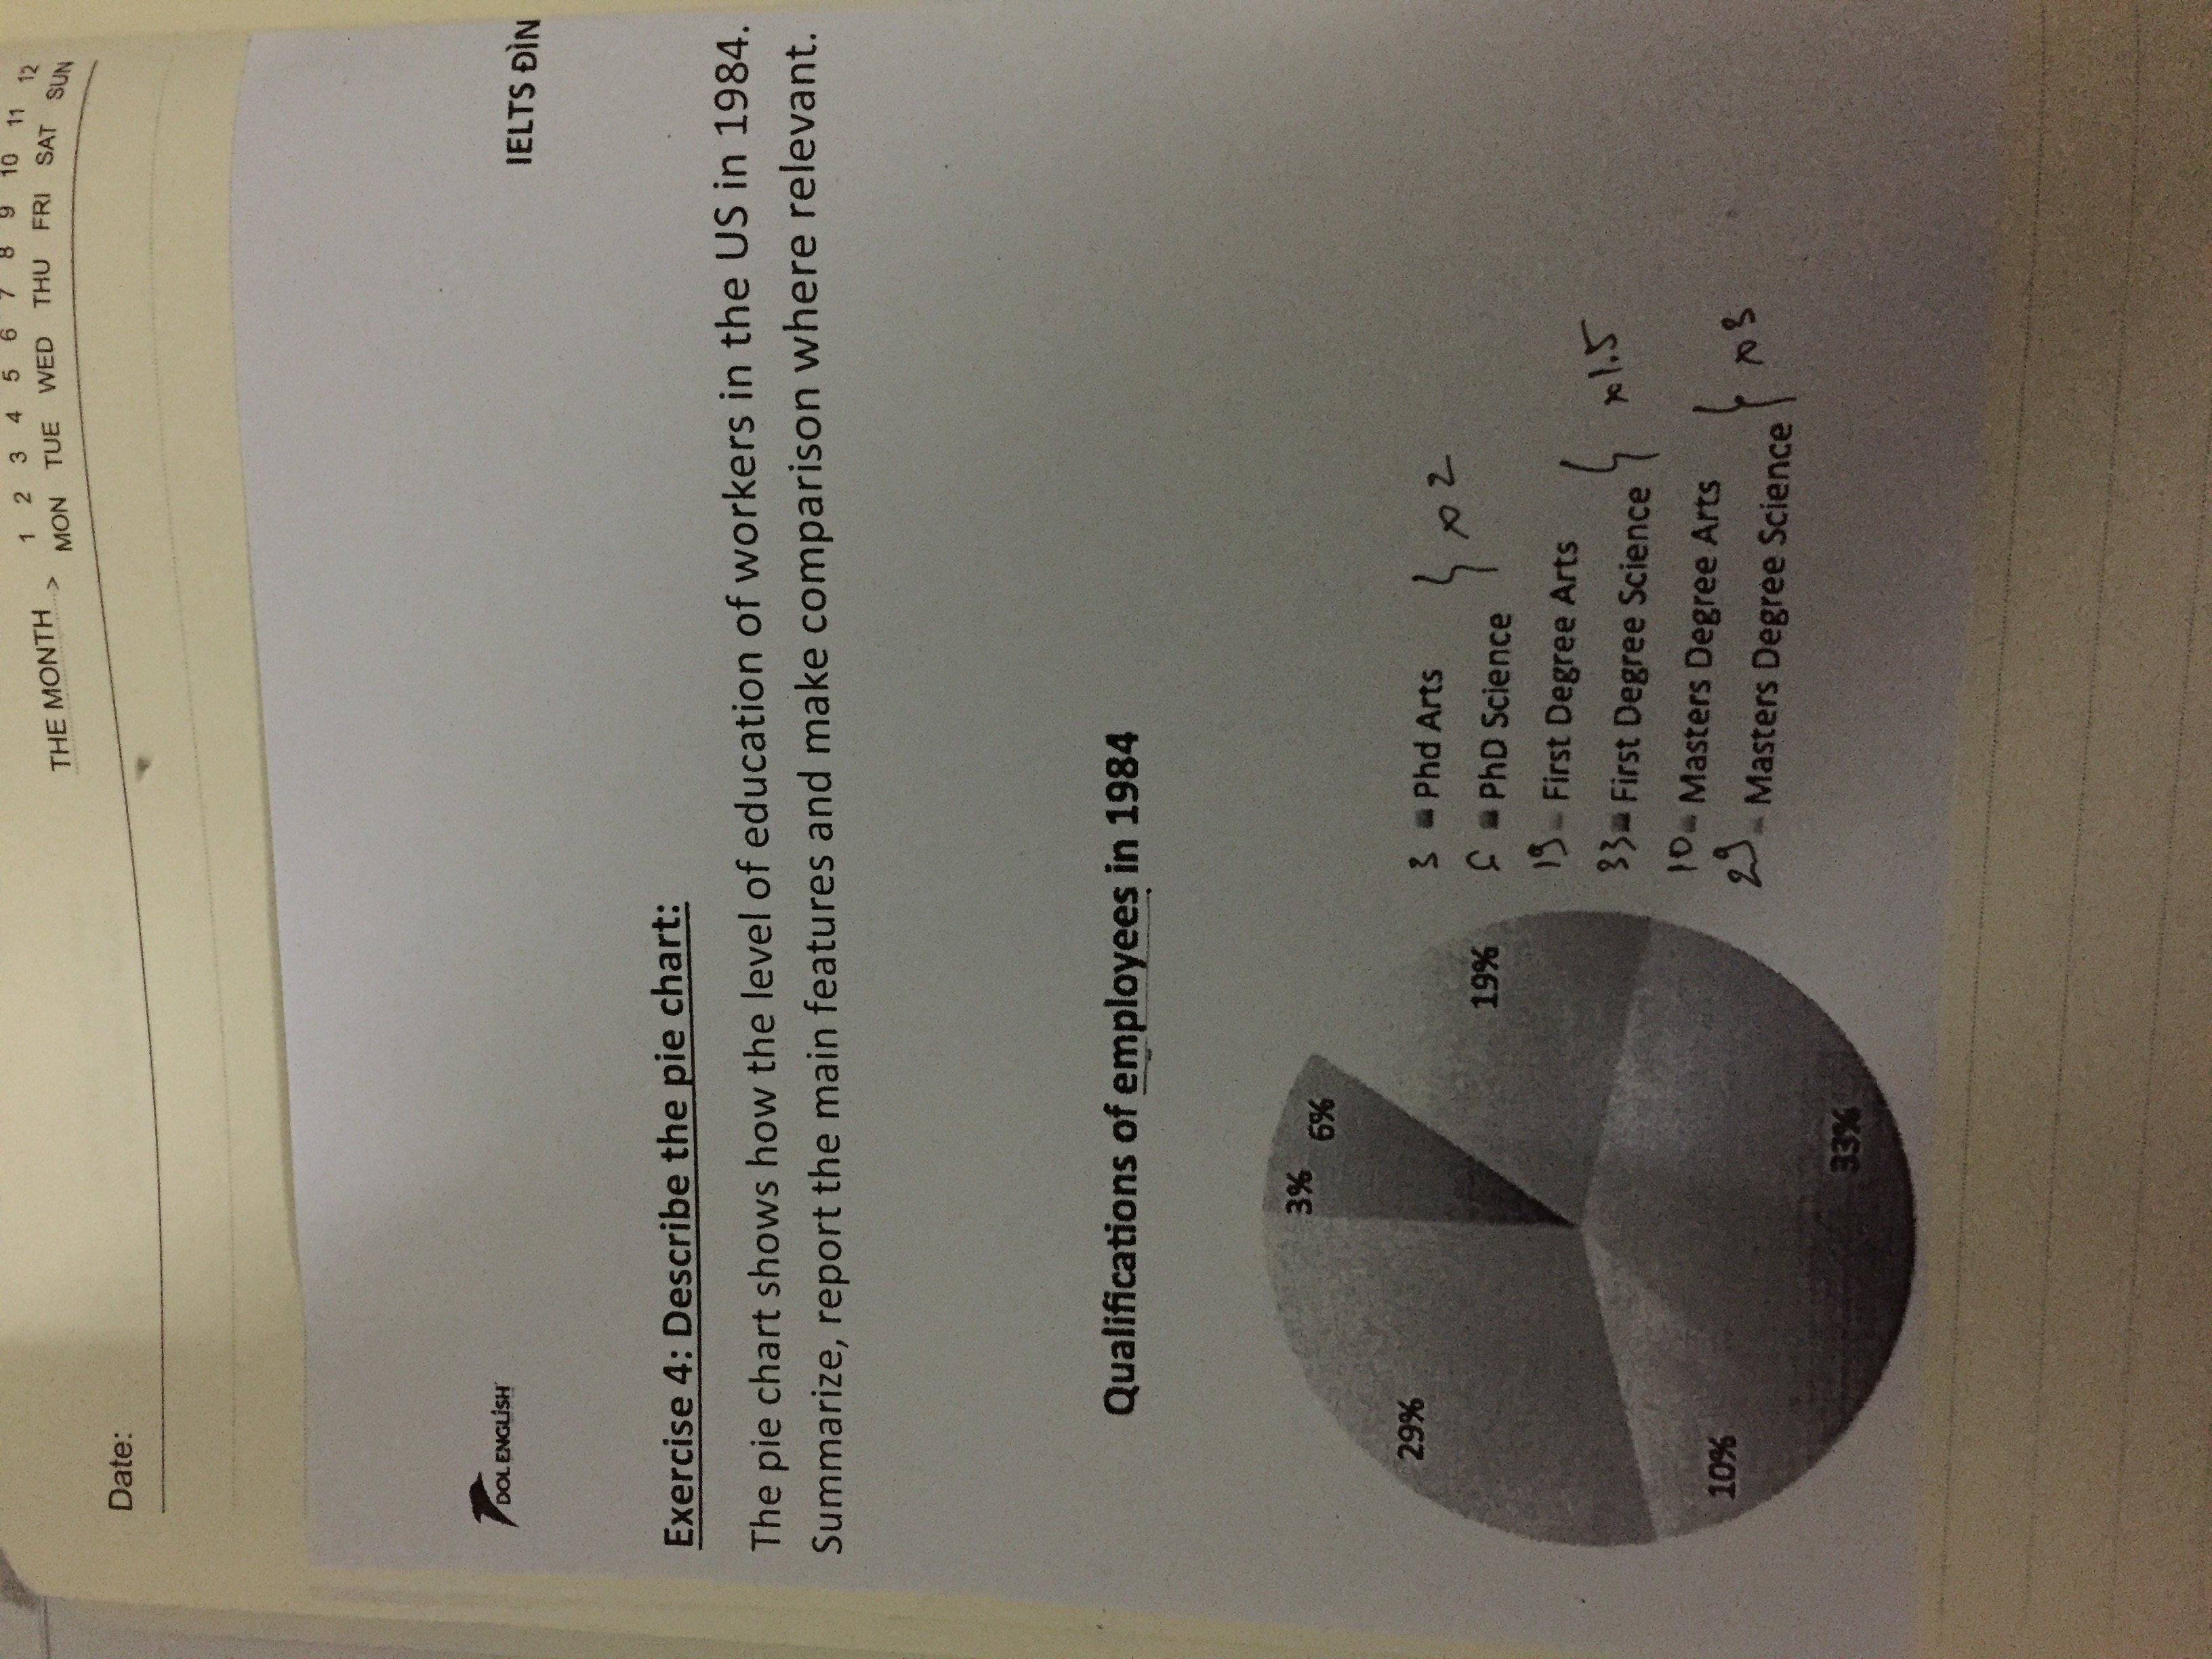 THE MONTH > 1 2 3 4 5 6 7 8 9 10 11 12
MON TUE WED THU FRI SAT SUN
Date:
DOL ENGLISH
IELTS ĐÌN
Exercise 4: Describe the pie chart:
The pie chart shows how the level of education of workers in the US in 1984.
Summarize, report the main features and make comparison where relevant.
Qualifications of employees in 1984
3%
6%
29%
19%
10%
33%
3 Phd Arts
PhD Science
x2
19 First Degree Arts
33 First Degree Science
x1.5
10 Masters Degree Arts
29 Masters Degree Science
x3